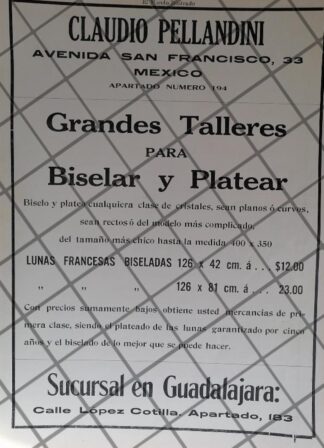 El Mundo Ilustrado
CLAUDIO PELLANDINI
AVENIDA SAN FRANCISCO, 33
MEXICO
APARTADO NUMERO 194
Grandes Talleres
PARA
Biselar y Platear
Biselo y plateo cualquiera clase de cristales, sean planos ó curvos,
sean rectos ó del modelo más complicado,
del tamaño más chico hasta la medida 400 x 350
LUNAS FRANCESAS BISELADAS 126 x 42 cm. á . . . $12.00
,, ,, ,, 126 x 81 cm. á . . . 23.00
Con precios sumamente bajos obtiene usted mercancias de pri-
mera clase, siendo el plateado de las lunas garantizado por cinco
años y el biselado de lo mejor que se puede hacer.
Sucursal en Guadalajara:
Calle López Cotilla, Apartado, 183